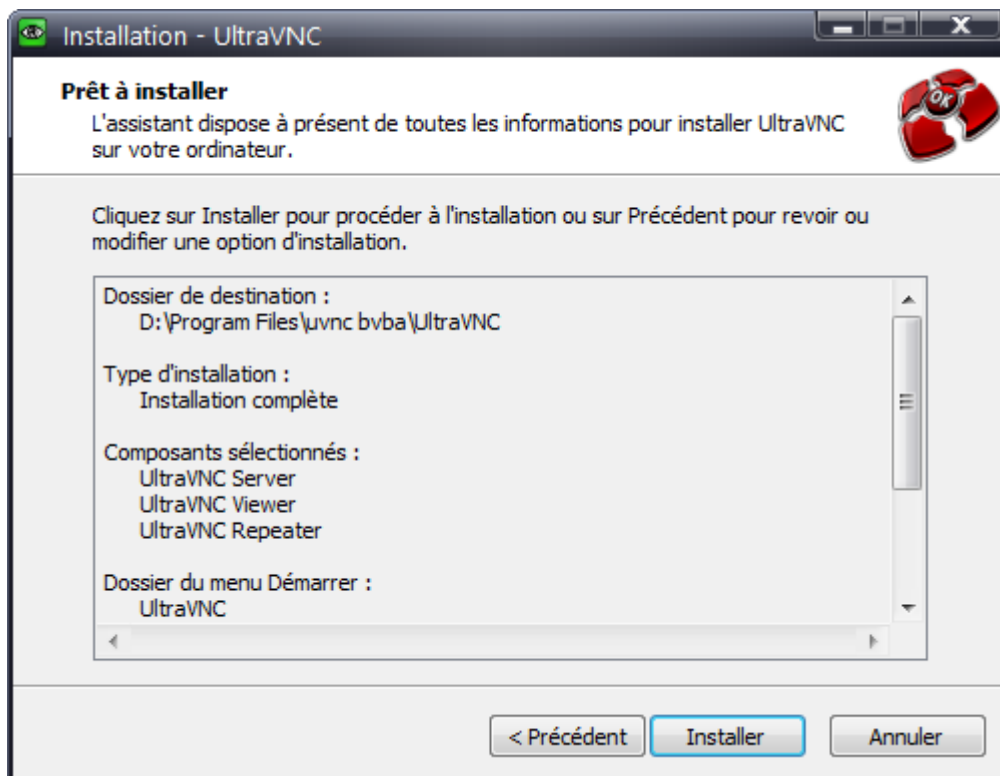 Installation - UltraVNC
Prêt à installer
L'assistant dispose à présent de toutes les informations pour installer UltraVNC
sur votre ordinateur.
OK
Cliquez sur Installer pour procéder à l'installation ou sur Précédent pour revoir ou
modifier une option d'installation.
Dossier de destination :
D:\Program Files\uvnc bvba\UltraVNC
Type d'installation :
Installation complète
Composants sélectionnés :
UltraVNC Server
UltraVNC Viewer
UltraVNC Repeater
Dossier du menu Démarrer :
UltraVNC
< Précédent
Installer
Annuler